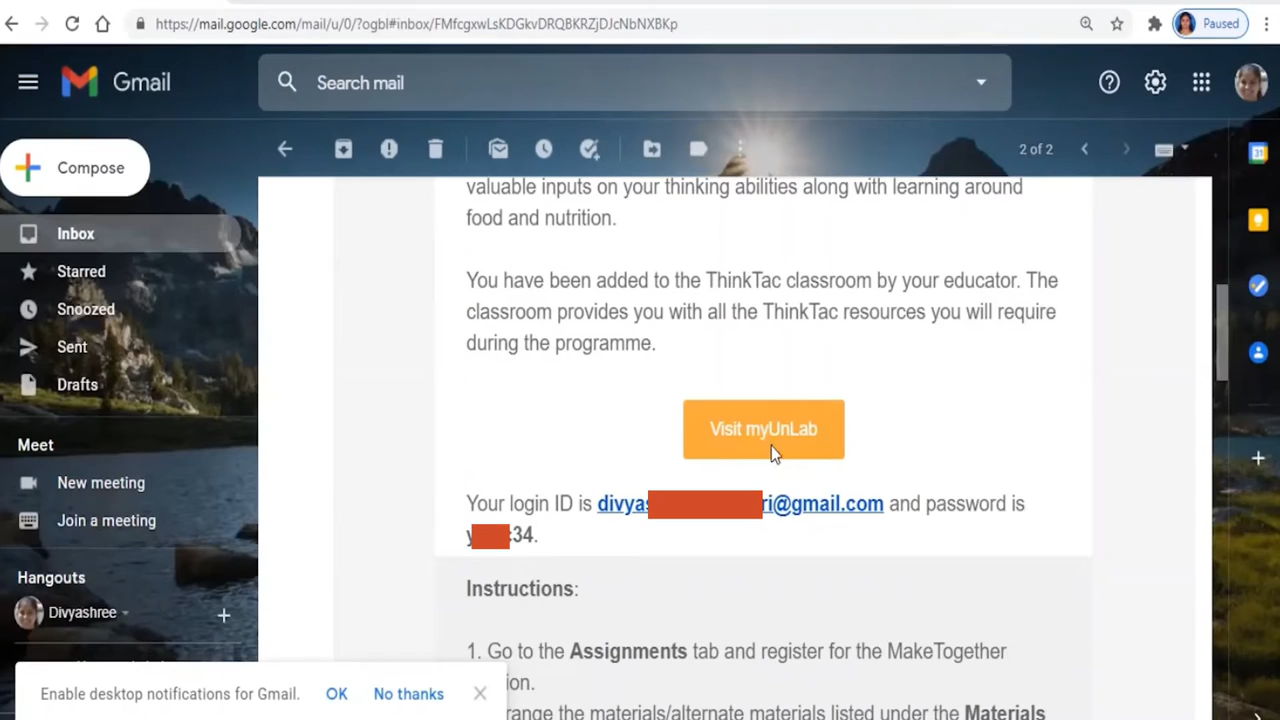 https://mail.google.com/mail/u/0/?ogbl#inbox/FMfcgxwLsKDGkvDRQBKRZjDJcNbNXBKp
Paused
Gmail
Search mail
Compose
2 of 2
Inbox
Starred
Snoozed
Sent
Drafts
Meet
New meeting
Join a meeting
Hangouts
Divyashree
valuable inputs on your thinking abilities along with learning around
food and nutrition.
You have been added to the ThinkTac classroom by your educator. The
classroom provides you with all the ThinkTac resources you will require
during the programme.
Visit myUnLab
Your login ID is divyas ri@gmail.com and password is
y :34.
Instructions:
1. Go to the Assignments tab and register for the MakeTogether
materials/alternate materials listed under the Materials
Enable desktop notifications for Gmail. OK No thanks